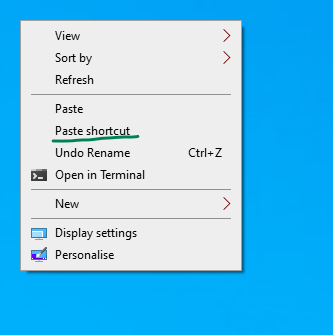 View
Sort by
Refresh
Paste
Paste shortcut
Undo Rename Ctrl+Z
Open in Terminal
New
Display settings
Personalise